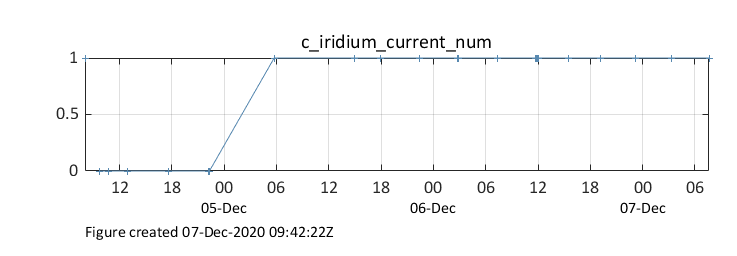 c_iridium_current_num
1
0.5
0
12 18 00 06 12 18 00 06 12 18 00 06
05-Dec 06-Dec 07-Dec
Figure created 07-Dec-2020 09:42:22Z